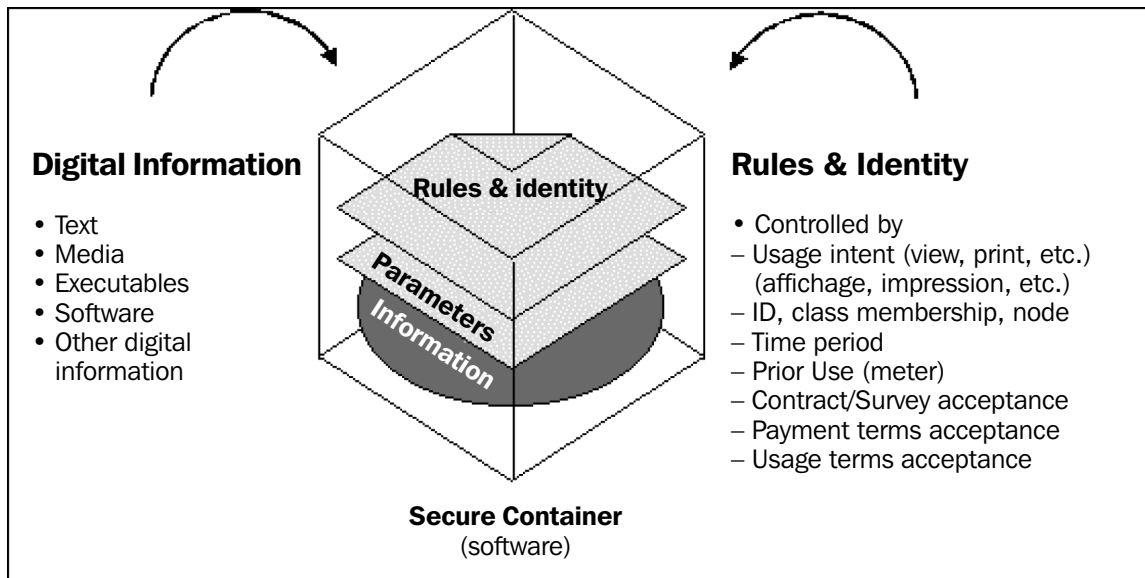 Digital Information
• Text
• Media
• Executables
• Software
• Other digital
information
Rules & identity
Parameters
Information
Secure Container
(software)
Rules & Identity
• Controlled by
– Usage intent (view, print, etc.)
(affichage, impression, etc.)
– ID, class membership, node
– Time period
– Prior Use (meter)
– Contract/Survey acceptance
– Payment terms acceptance
– Usage terms acceptance